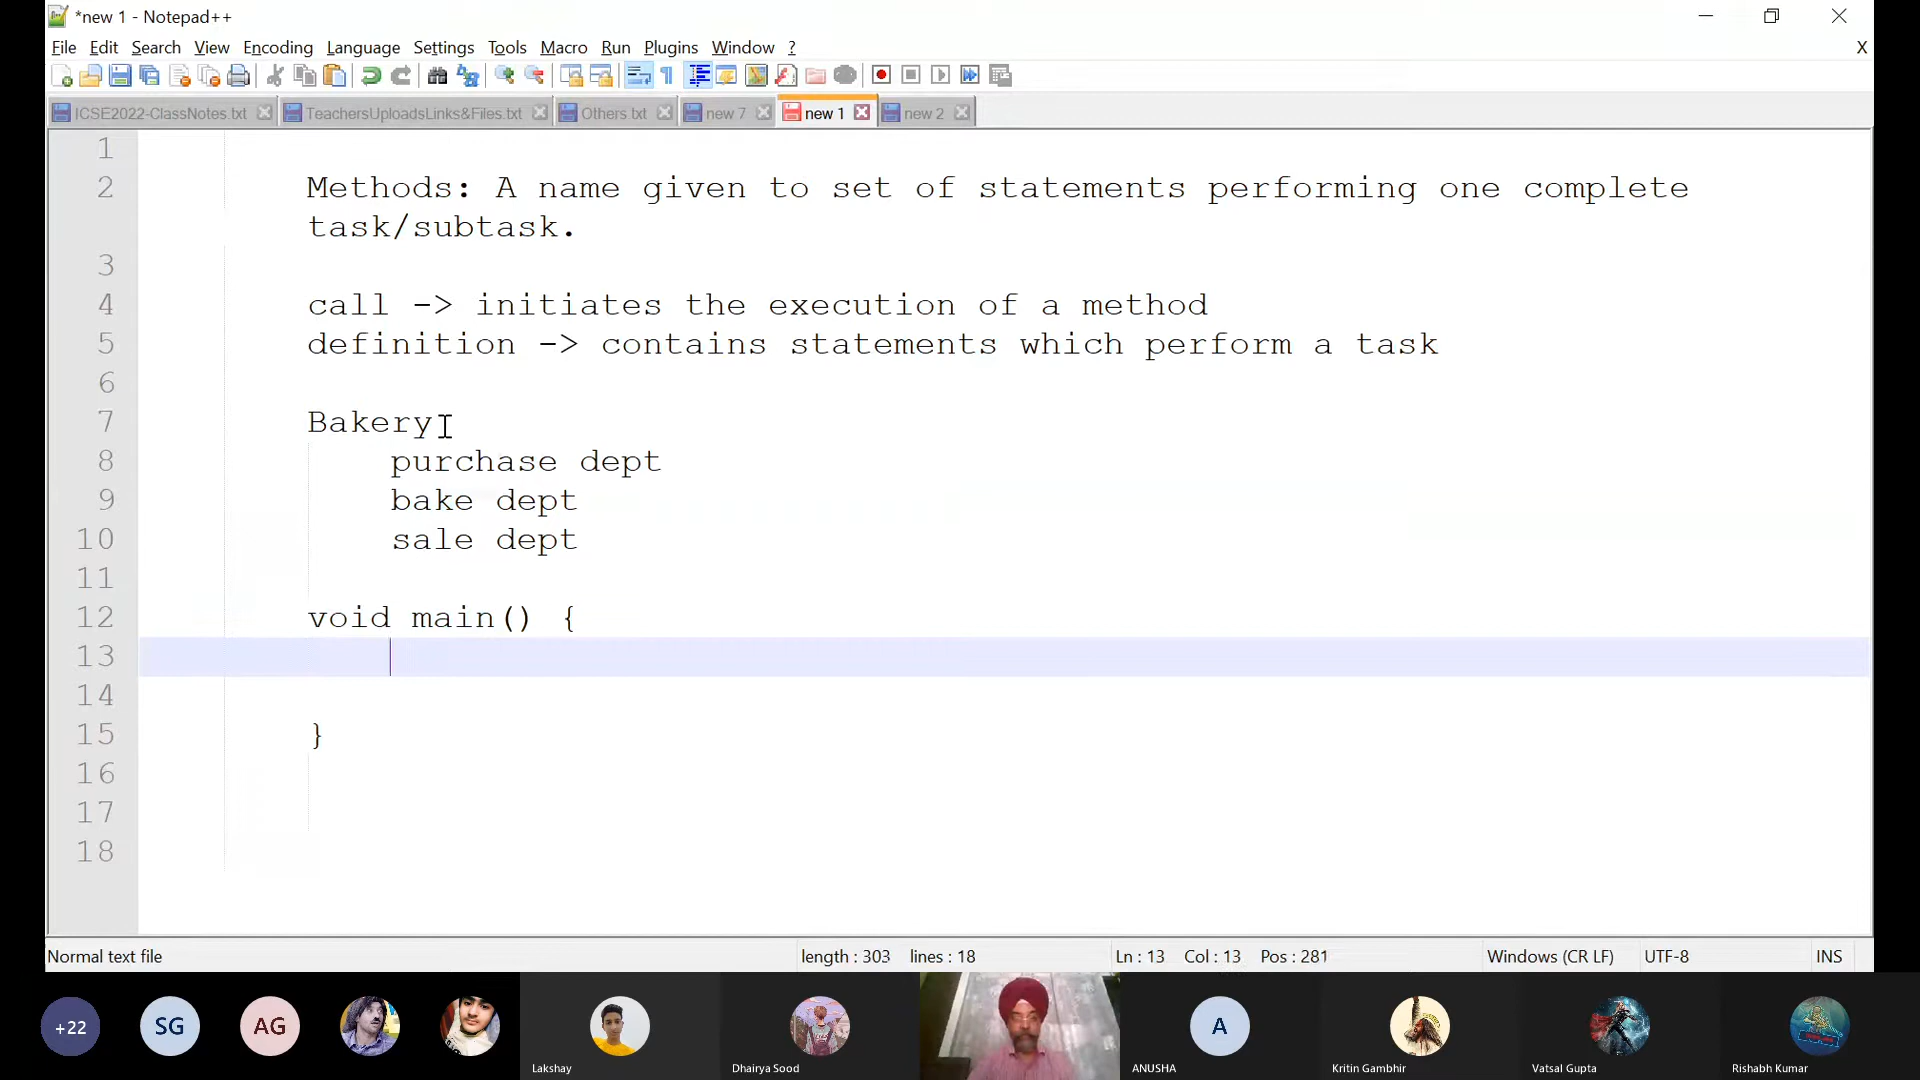 *new 1 - Notepad++
File Edit Search View Encoding Language Settings Tools Macro Run Plugins Window ? X
ICSE2022-ClassNotes.txt TeachersUploadsLinks&Files.txt Others.txt new 7 new 1 new 2
1
2 Methods: A name given to set of statements performing one complete
task/subtask.
3
4 call -> initiates the execution of a method
5 definition -> contains statements which perform a task
6
7 Bakery
8 purchase dept
9 bake dept
10 sale dept
11
12 void main() {
13
14
15 }
16
17
18
Normal text file length : 303 lines : 18 Ln : 13 Col : 13 Pos : 281 Windows (CR LF) UTF-8 INS
+22 SG AG A
Lakshay Dhairya Sood ANUSHA Kritin Gambhir Vatsal Gupta Rishabh Kumar